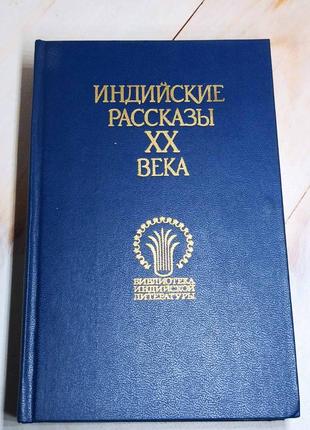 ИНДИЙСКИЕ
РАССКАЗЫ
XX
ВЕКА
БИБЛИОТЕКА
ИНДИЙСКОЙ
ЛИТЕРАТУРЫ